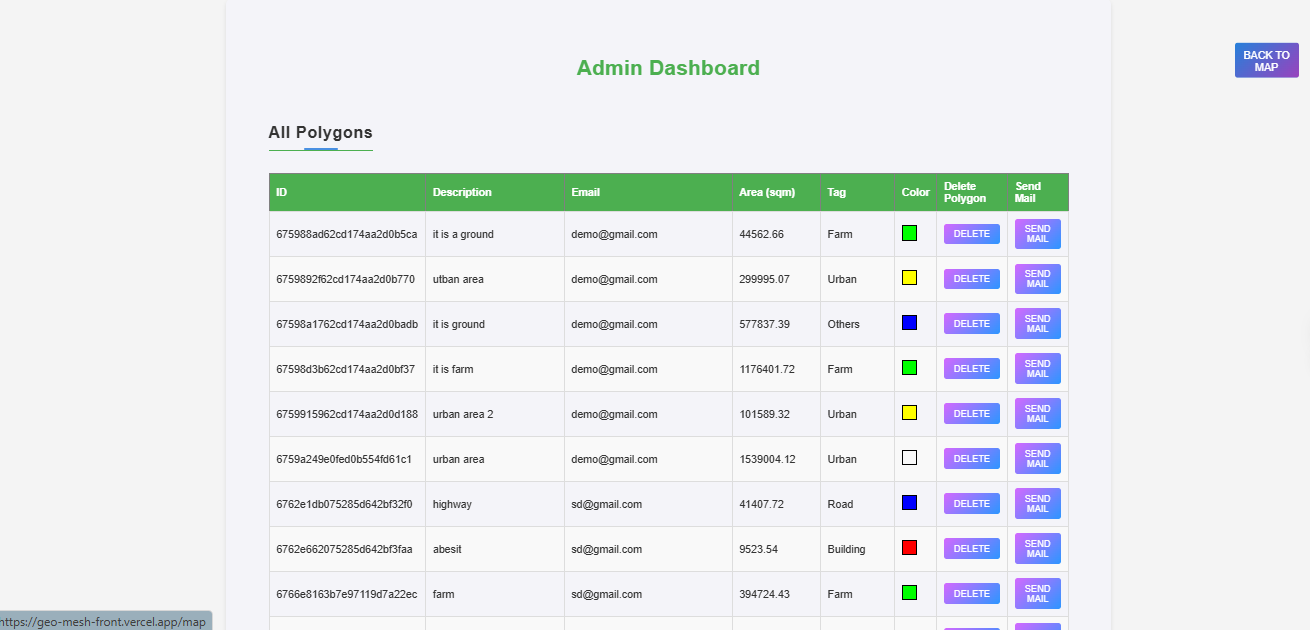 Admin Dashboard
BACK TO
MAP
All Polygons
ID Description Email Area (sqm) Tag Color Delete Polygon Send Mail
675988ad62cd174aa2d0b5ca it is a ground demo@gmail.com 44562.66 Farm DELETE SEND MAIL
6759892f62cd174aa2d0b770 utban area demo@gmail.com 299995.07 Urban DELETE SEND MAIL
67598a1762cd174aa2d0badb it is ground demo@gmail.com 577837.39 Others DELETE SEND MAIL
67598d3b62cd174aa2d0bf37 it is farm demo@gmail.com 1176401.72 Farm DELETE SEND MAIL
6759915962cd174aa2d0d188 urban area 2 demo@gmail.com 101589.32 Urban DELETE SEND MAIL
6759a249e0fed0b554fd61c1 urban area demo@gmail.com 1539004.12 Urban DELETE SEND MAIL
6762e1db075285d642bf32f0 highway sd@gmail.com 41407.72 Road DELETE SEND MAIL
6762e662075285d642bf3faa abesit sd@gmail.com 9523.54 Building DELETE SEND MAIL
6766e8163b7e97119d7a22ec farm sd@gmail.com 394724.43 Farm DELETE SEND MAIL
https://geo-mesh-front.vercel.app/map